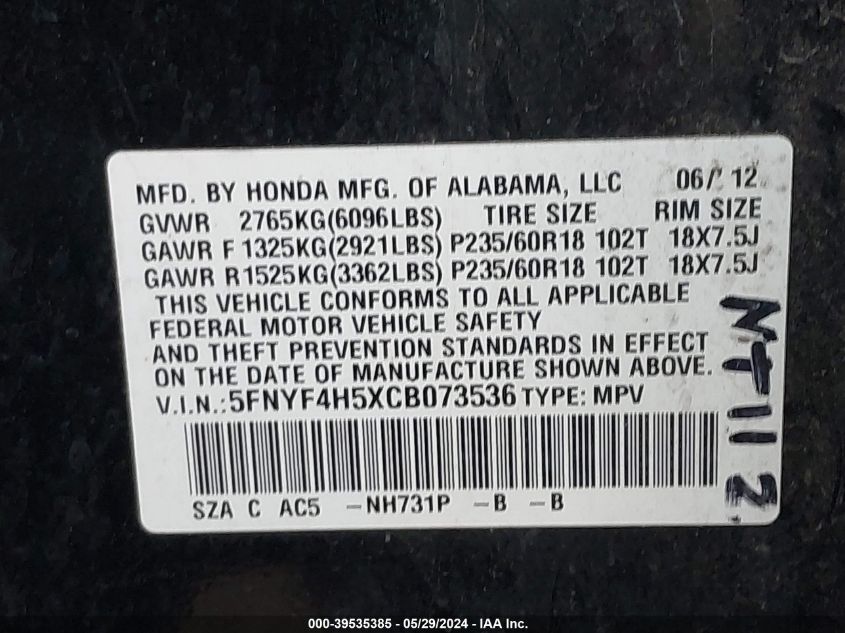 MFD. BY HONDA MFG. OF ALABAMA, LLC 06/ 12
GVWR 2765KG(6096LBS) TIRE SIZE RIM SIZE
GAWR F 1325KG(2921LBS) P235/60R18 102T 18X7.5J
GAWR R 1525KG(3362LBS) P235/60R18 102T 18X7.5J
THIS VEHICLE CONFORMS TO ALL APPLICABLE
FEDERAL MOTOR VEHICLE SAFETY
AND THEFT PREVENTION STANDARDS IN EFFECT
ON THE DATE OF MANUFACTURE SHOWN ABOVE.
V.I.N.:5FNYF4H5XCB073536 TYPE: MPV
SZA C AC5 -NH731P -B -B
MT11 2
000-39535385 - 05/29/2024 - IAA Inc.